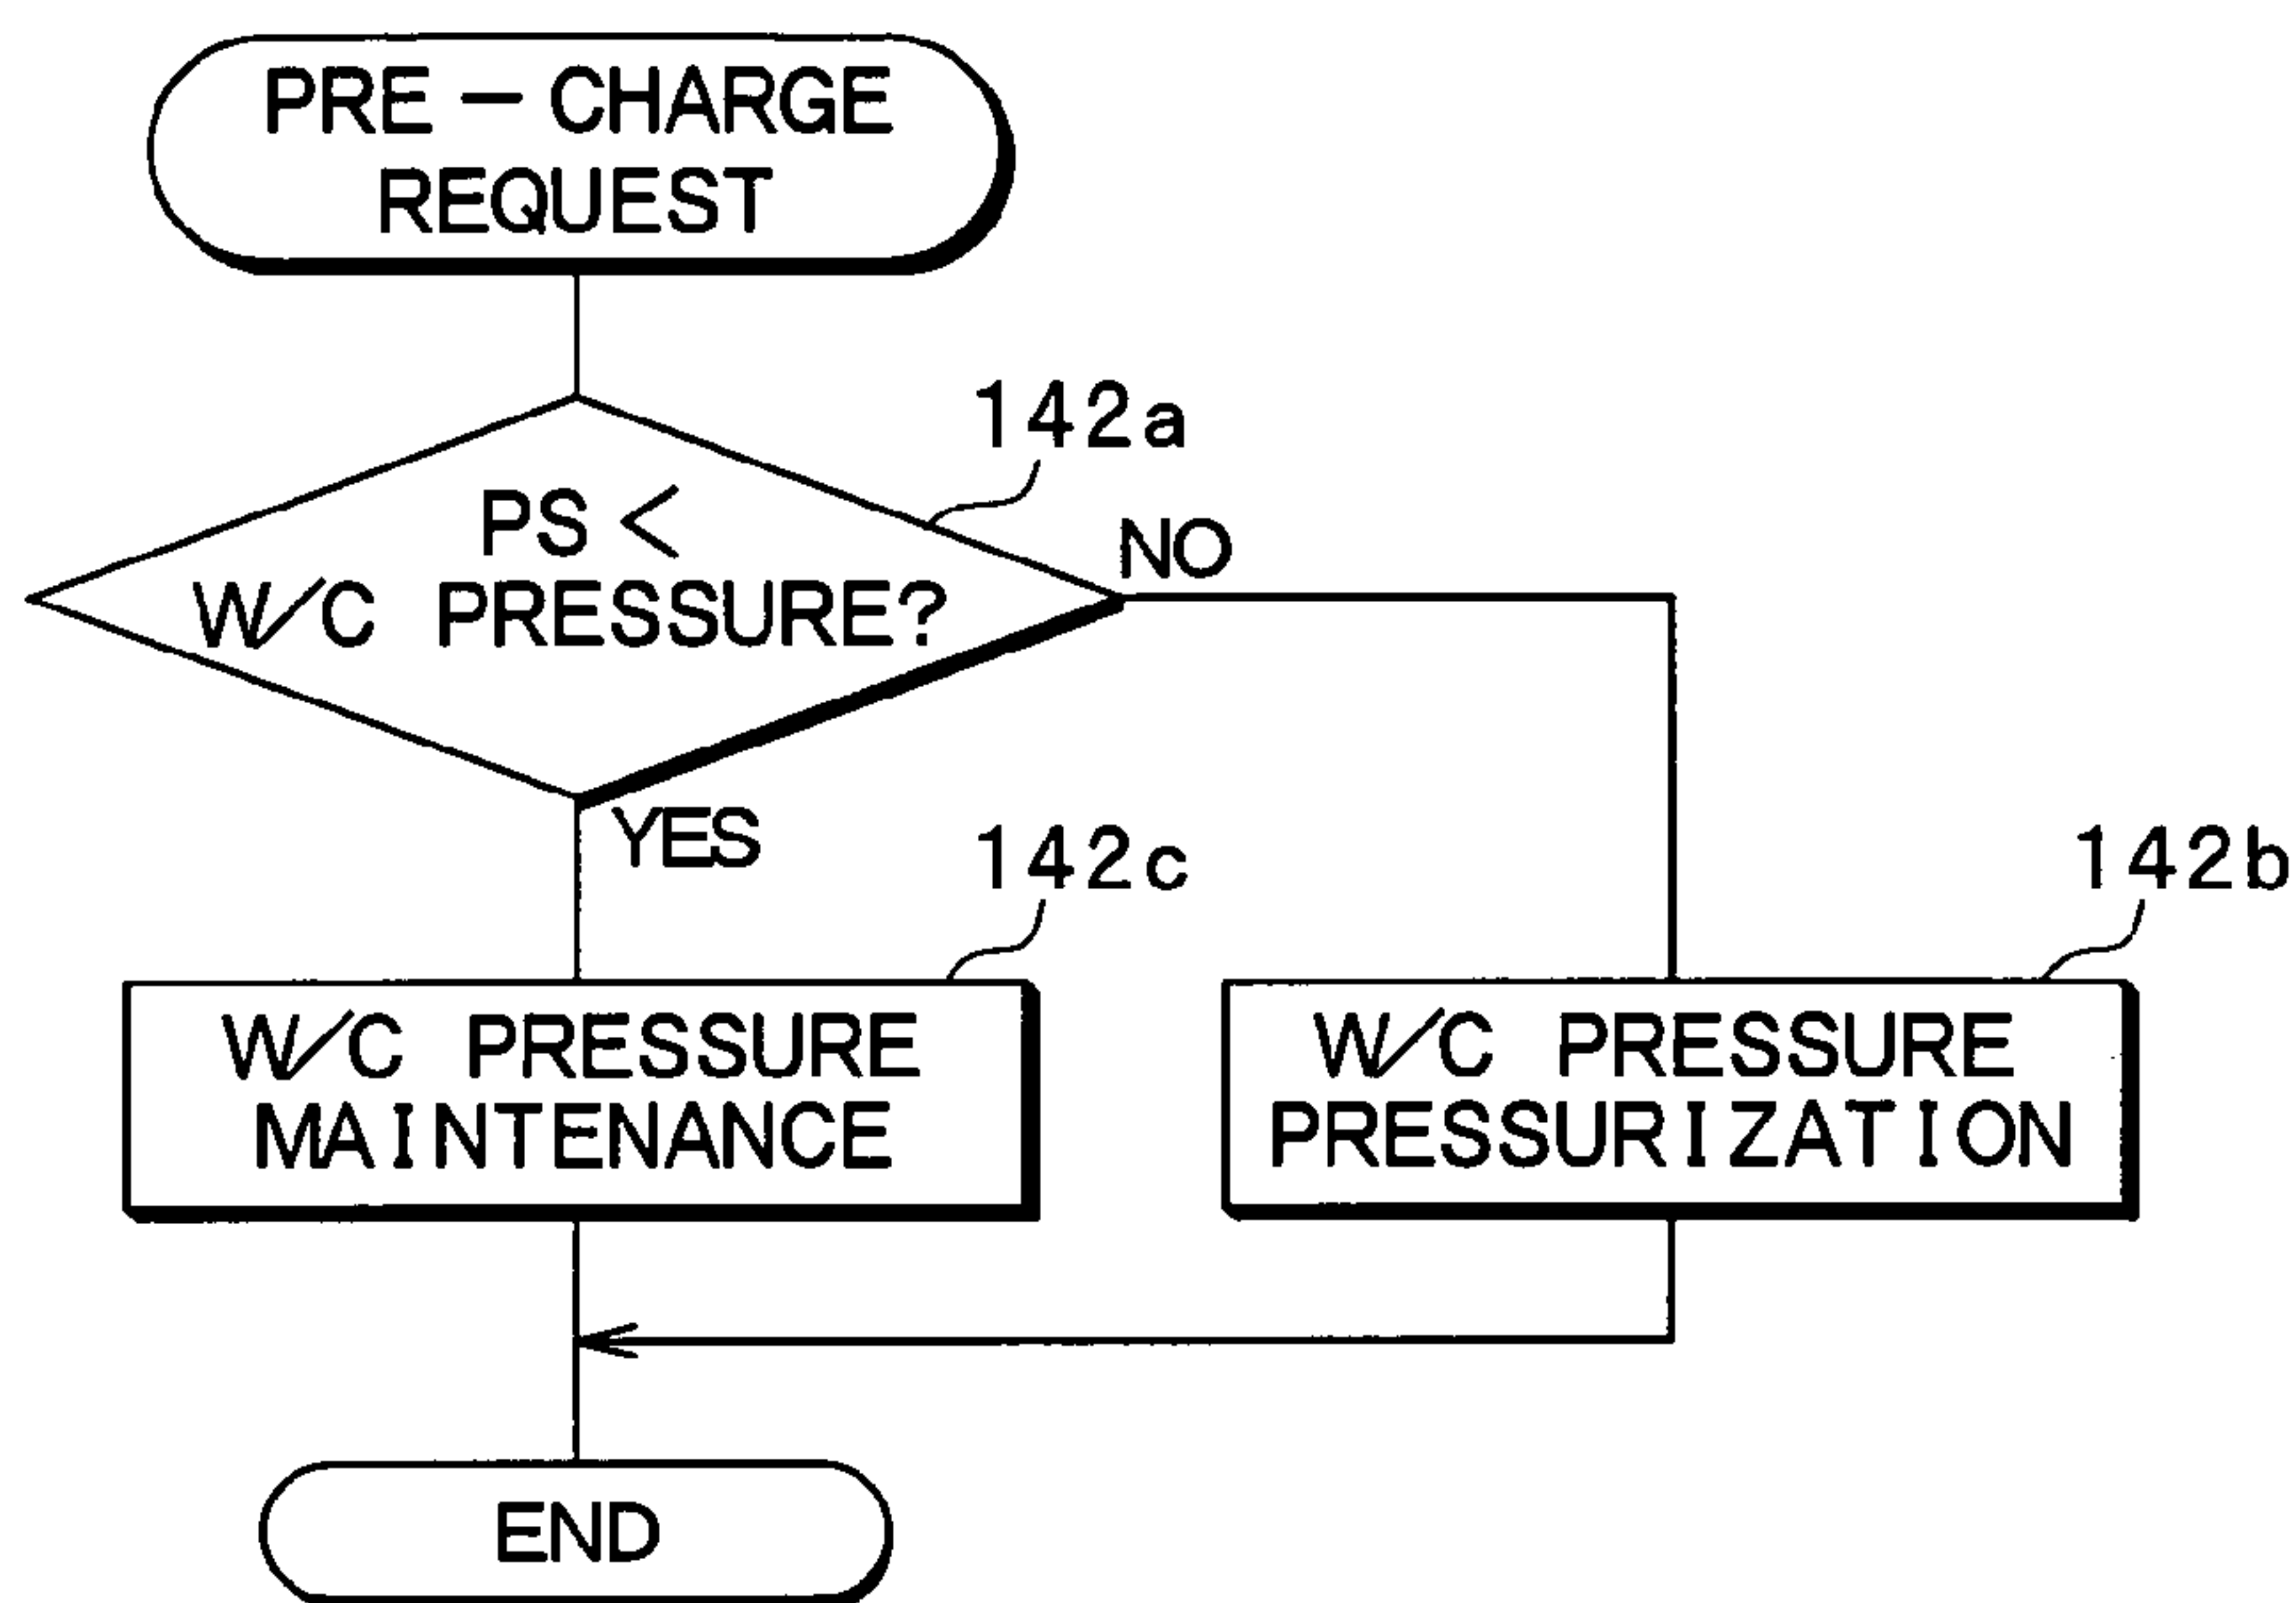 PRE-CHARGE
REQUEST
142a
PS <
W/C PRESSURE?
NO
YES
142c
142b
W/C PRESSURE
MAINTENANCE
W/C PRESSURE
PRESSURIZATION
END